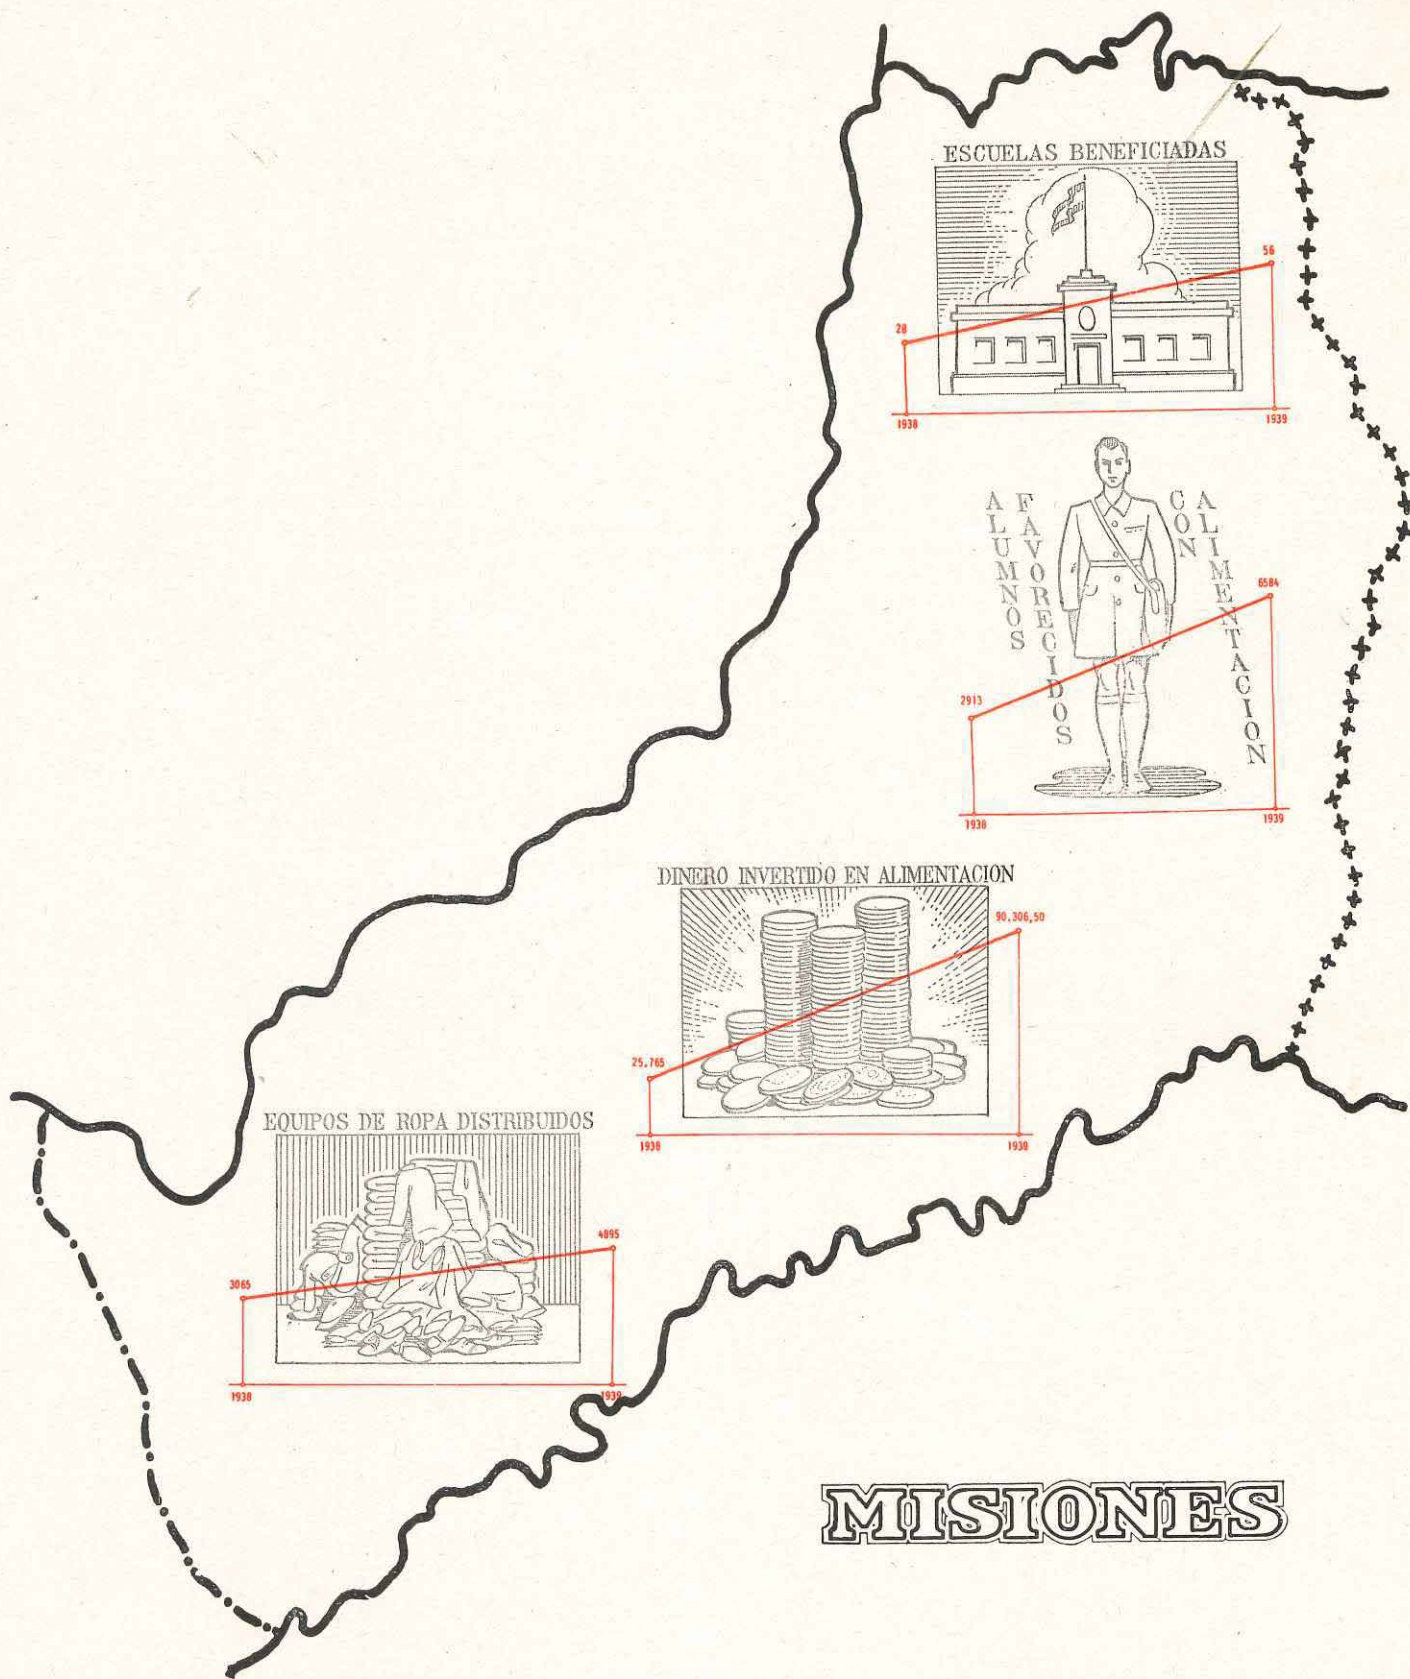 ESCUELAS BENEFICIADAS
56
28
1938
1939
ALUMNOS
FAVORECIDOS
CON
ALIMENTACION
6584
2913
1938
1939
DINERO INVERTIDO EN ALIMENTACION
90.306,50
25.765
1938
1939
EQUIPOS DE ROPA DISTRIBUIDOS
4895
3065
1938
1939
MISIONES